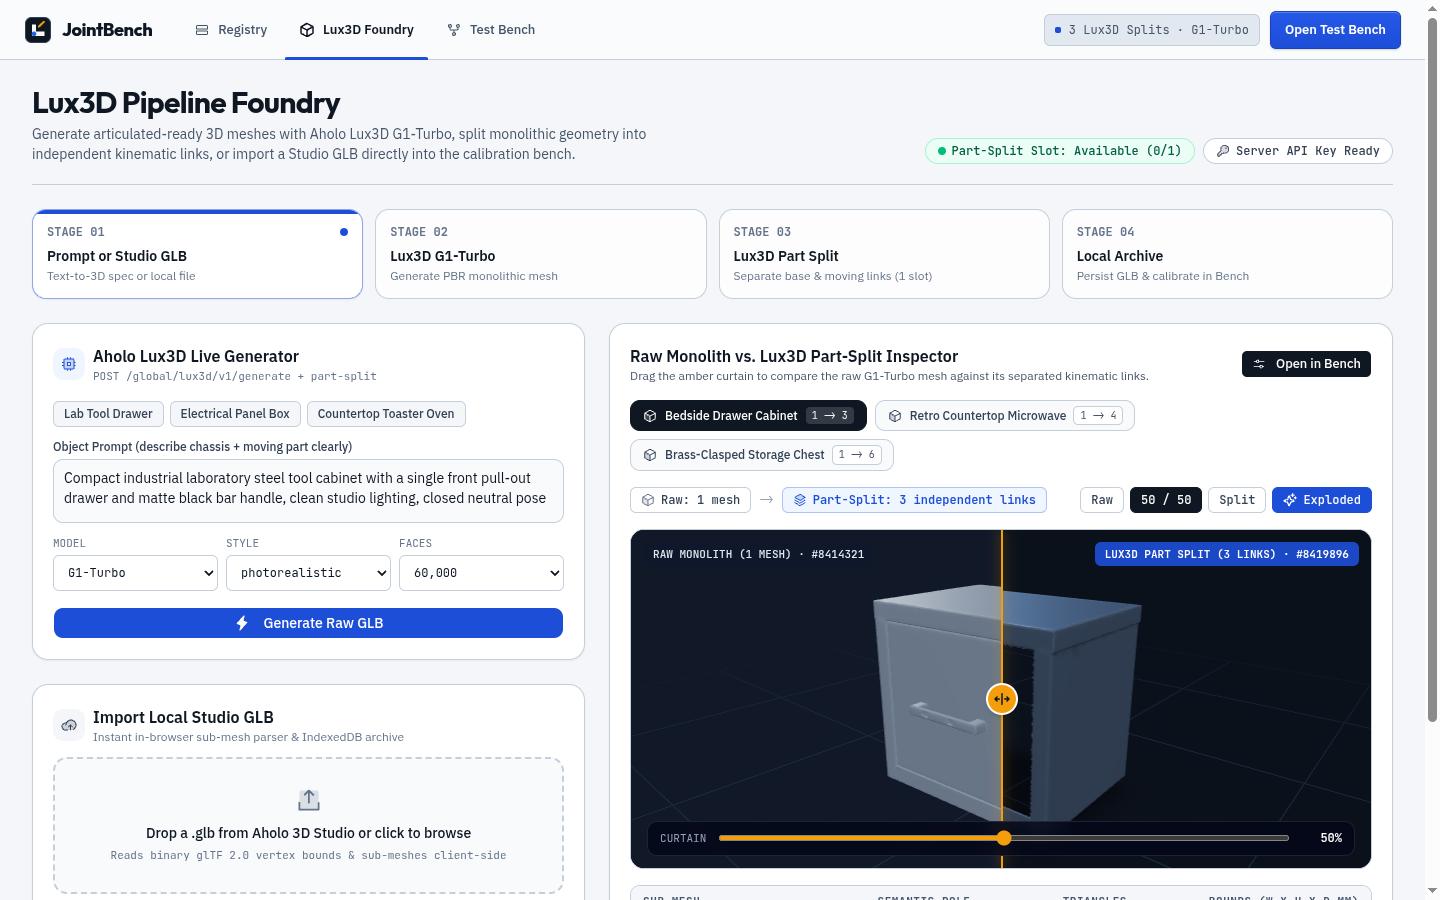 JointBench
Registry
Lux3D Foundry
Test Bench
3 Lux3D Splits · G1-Turbo
Open Test Bench
Lux3D Pipeline Foundry
Generate articulated-ready 3D meshes with Aholo Lux3D G1-Turbo, split monolithic geometry into
independent kinematic links, or import a Studio GLB directly into the calibration bench.
Part-Split Slot: Available (0/1)
Server API Key Ready
STAGE 01
Prompt or Studio GLB
Text-to-3D spec or local file
STAGE 02
Lux3D G1-Turbo
Generate PBR monolithic mesh
STAGE 03
Lux3D Part Split
Separate base & moving links (1 slot)
STAGE 04
Local Archive
Persist GLB & calibrate in Bench
Aholo Lux3D Live Generator
POST /global/lux3d/v1/generate + part-split
Lab Tool Drawer
Electrical Panel Box
Countertop Toaster Oven
Object Prompt (describe chassis + moving part clearly)
Compact industrial laboratory steel tool cabinet with a single front pull-out
drawer and matte black bar handle, clean studio lighting, closed neutral pose
MODEL
STYLE
FACES
G1-Turbo
photorealistic
60,000
Generate Raw GLB
Import Local Studio GLB
Instant in-browser sub-mesh parser & IndexedDB archive
Drop a .glb from Aholo 3D Studio or click to browse
Reads binary glTF 2.0 vertex bounds & sub-meshes client-side
Raw Monolith vs. Lux3D Part-Split Inspector
Drag the amber curtain to compare the raw G1-Turbo mesh against its separated kinematic links.
Open in Bench
Bedside Drawer Cabinet 1 → 3
Retro Countertop Microwave 1 → 4
Brass-Clasped Storage Chest 1 → 6
Raw: 1 mesh → Part-Split: 3 independent links
Raw
50 / 50
Split
Exploded
RAW MONOLITH (1 MESH) · #8414321
LUX3D PART SPLIT (3 LINKS) · #8419896
CURTAIN
50%
SUB-MESH
SEMANTIC ROLE
TRIANGLES
BOUNDS (W X H X D MM)